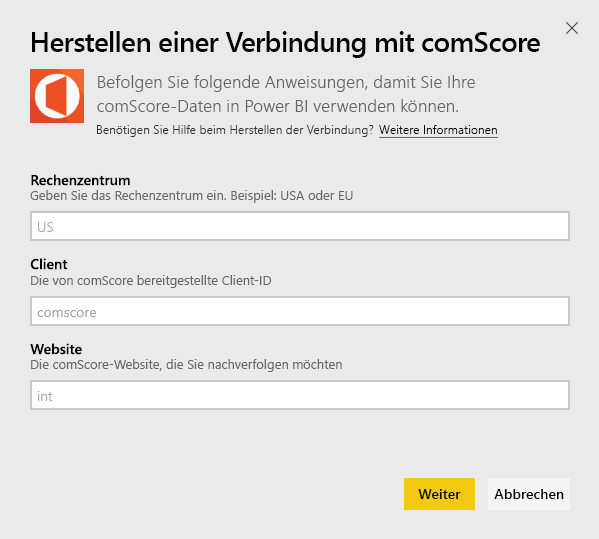 Herstellen einer Verbindung mit comScore
Befolgen Sie folgende Anweisungen, damit Sie Ihre
comScore-Daten in Power BI verwenden können.
Benötigen Sie Hilfe beim Herstellen der Verbindung? Weitere Informationen
Rechenzentrum
Geben Sie das Rechenzentrum ein. Beispiel: USA oder EU
US
Client
Die von comScore bereitgestellte Client-ID
comscore
Website
Die comScore-Website, die Sie nachverfolgen möchten
int
Weiter Abbrechen